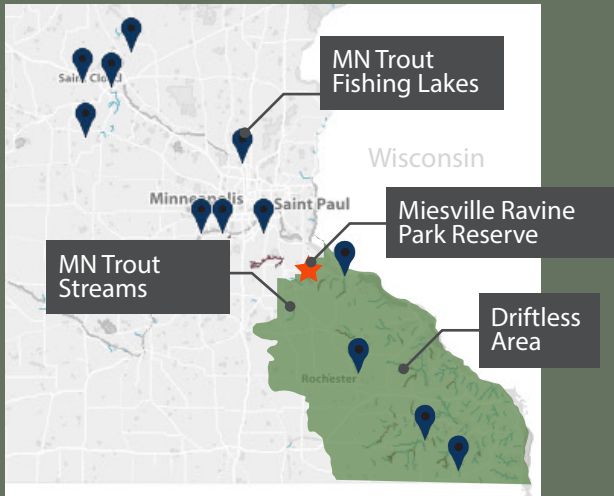 MN Trout
Fishing Lakes
Saint Cloud
Wisconsin
Minneapolis
Saint Paul
Miesville Ravine
Park Reserve
MN Trout
Streams
Driftless
Area
Rochester